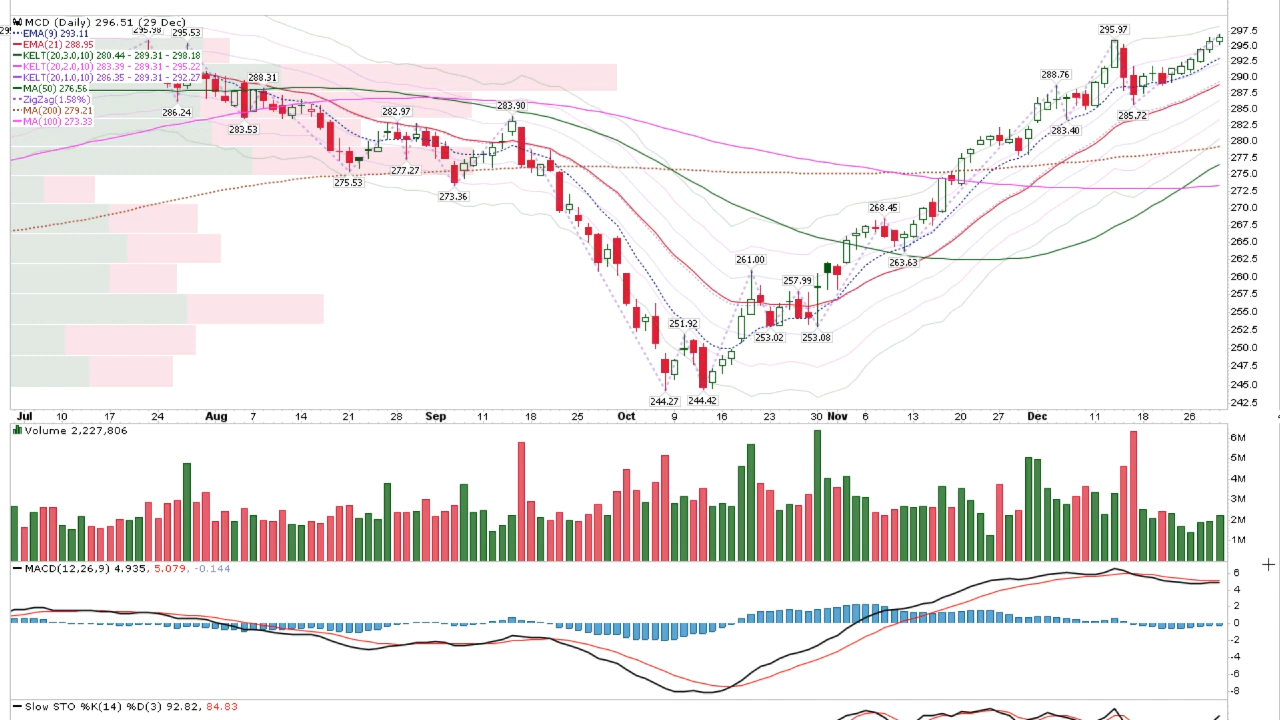 MCD (Daily) 296.51 (29 Dec)
EMA(9) 293.11
EMA(21) 288.95
KELT(20,3.0,10) 280.44 - 289.31 - 298.18
KELT(20,2.0,10) 283.39 - 289.31 - 295.22
KELT(20,1.0,10) 286.35 - 289.31 - 292.27
MA(50) 276.56
ZigZag(1.58%)
MA(200) 279.21
MA(100) 273.33
295.98 295.53
286.24
288.31
283.53
275.53
282.97
277.27
273.36
283.90
244.27
251.92
244.42
261.00
253.02
257.99
253.08
268.45
263.63
288.76
283.40
295.97
285.72
297.5
295.0
292.5
290.0
287.5
285.0
282.5
280.0
277.5
275.0
272.5
270.0
267.5
265.0
262.5
260.0
257.5
255.0
252.5
250.0
247.5
245.0
242.5
Jul 10 17 24 Aug 7 14 21 28 Sep 11 18 25 Oct 9 16 23 30 Nov 6 13 20 27 Dec 11 18 26
Volume 2,227,806
6M
5M
4M
3M
2M
1M
MACD(12,26,9) 4.935, 5.079, -0.144
6
4
2
0
-2
-4
-6
-8
Slow STO %K(14) %D(3) 92.82, 84.83